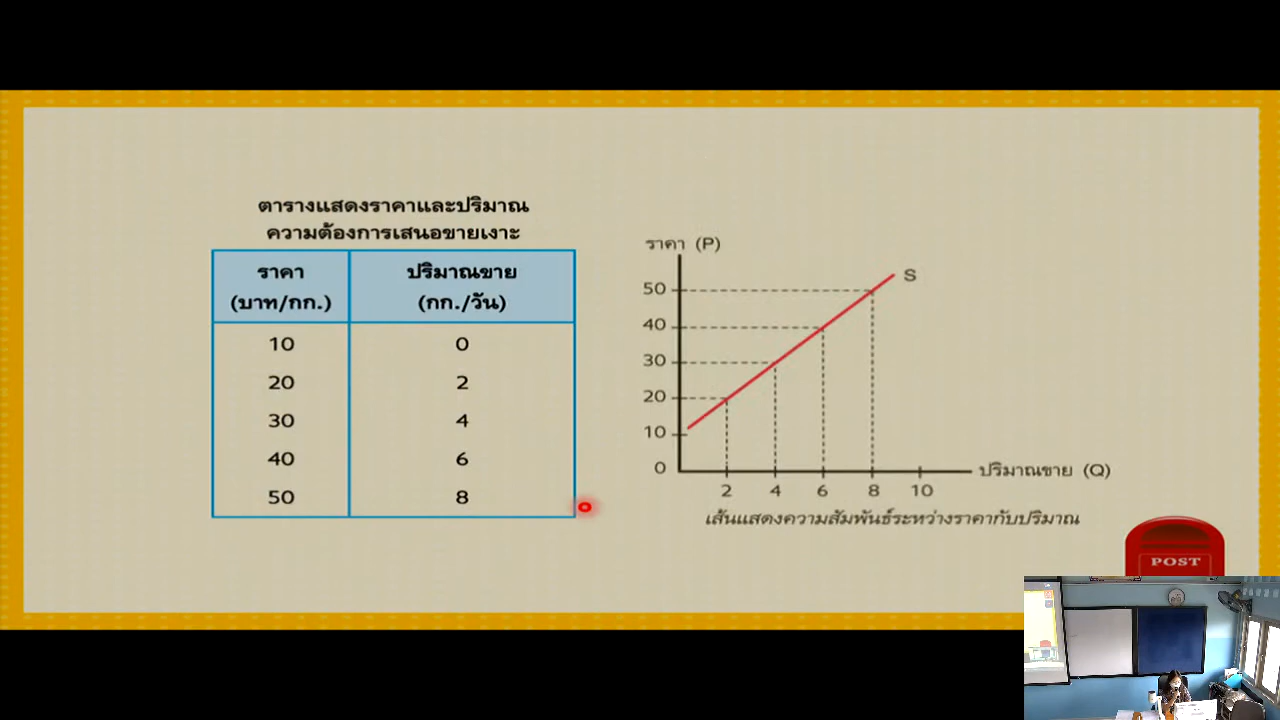 ตารางแสดงราคาและปริมาณ
ความต้องการเสนอขายเงาะ
ราคา
(บาท/กก.)
ปริมาณขาย
(กก./วัน)
10 0
20 2
30 4
40 6
50 8
ราคา (P)
S
50
40
30
20
10
0
2 4 6 8 10
ปริมาณขาย (Q)
เส้นแสดงความสัมพันธ์ระหว่างราคากับปริมาณ
POST